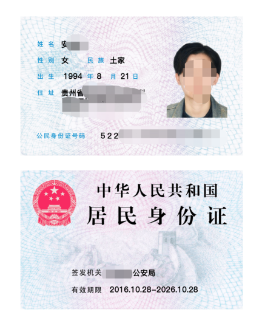 姓名 安
性别 女 民族 土家
出生 1994 年 8 月 21 日
住址 贵州省
公民身份证号码 522
中华人民共和国
居民身份证
签发机关 公安局
有效期限 2016.10.28-2026.10.28